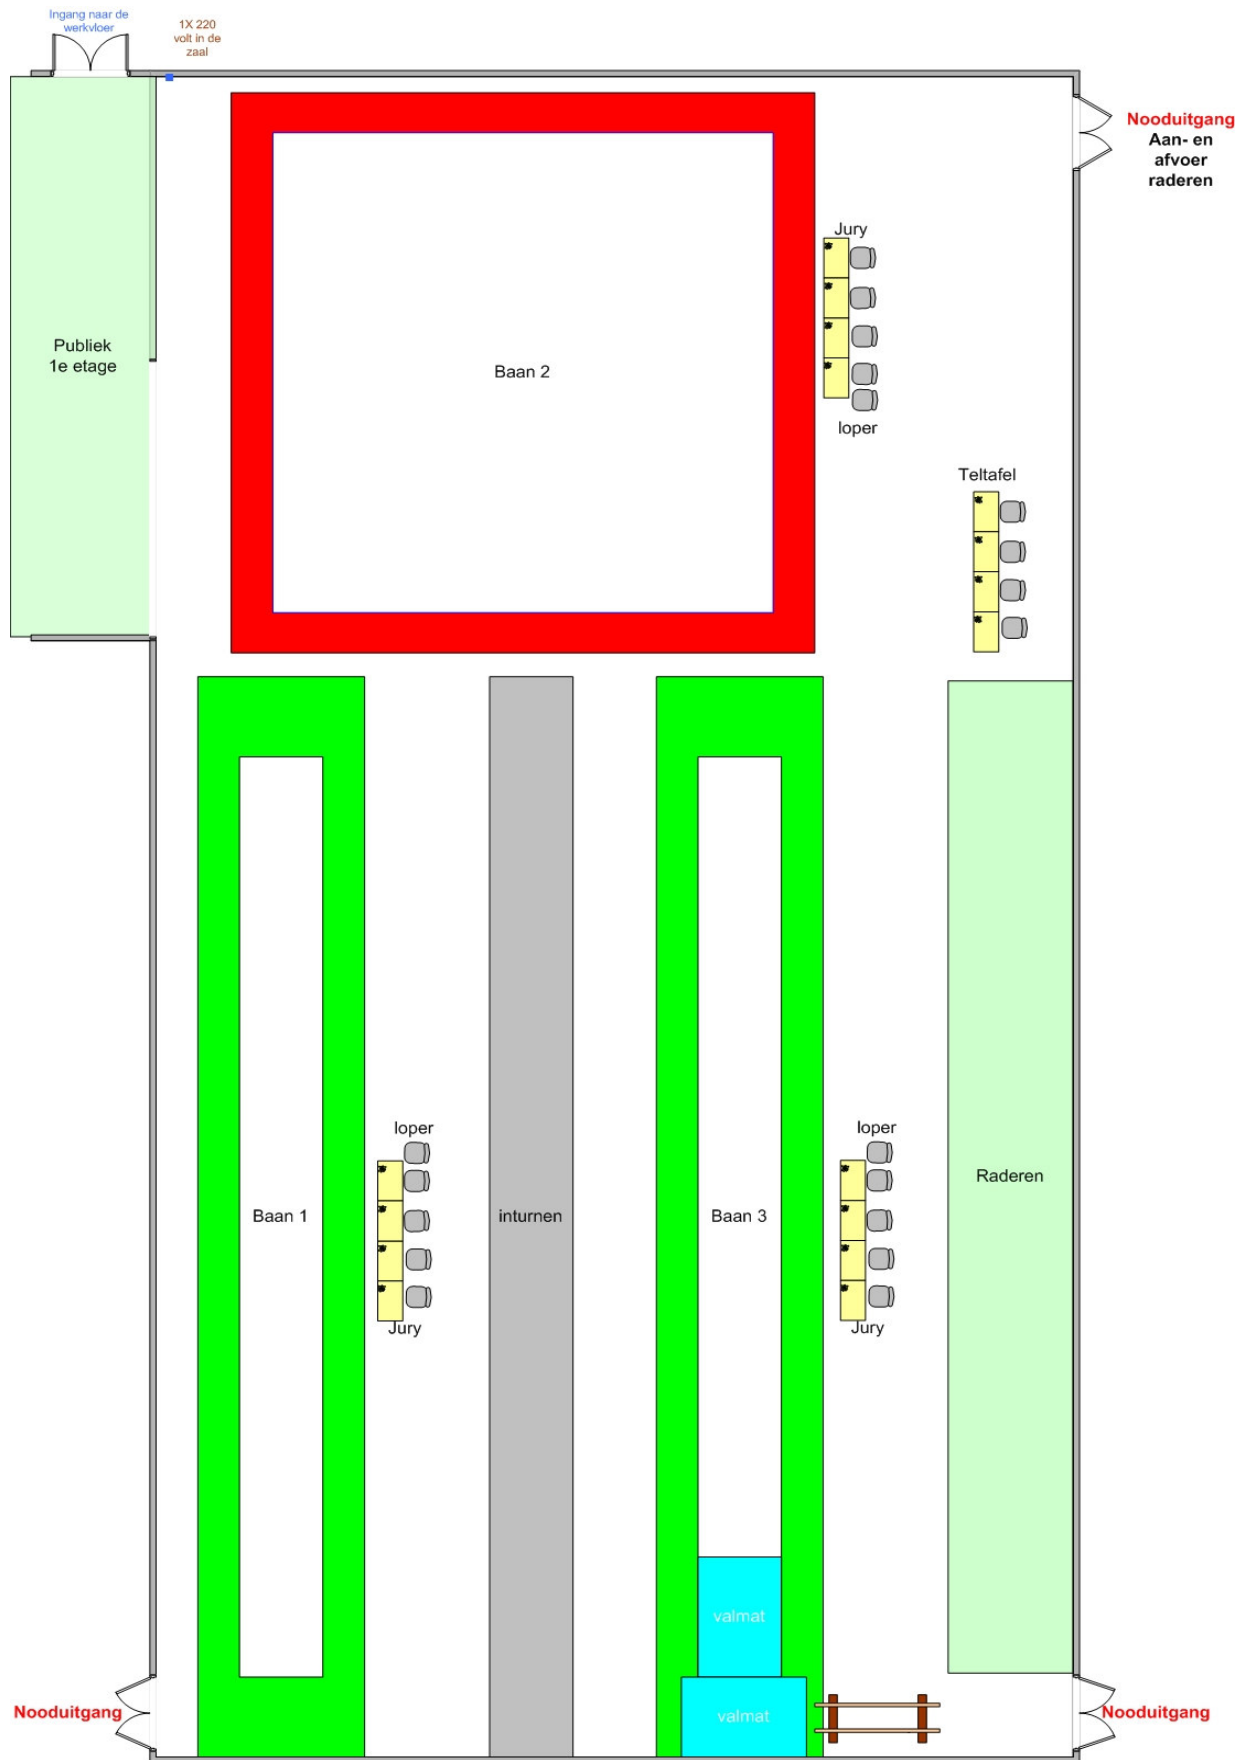 Ingang naar de
werkvloer
1X 220
volt in de
zaal
Nooduitgang
Aan- en
afvoer
raderen
Jury
Publiek
1e etage
Baan 2
loper
Teltafel
loper
loper
Raderen
Baan 1
inturnen
Baan 3
Jury
Jury
valmat
Nooduitgang
valmat
Nooduitgang